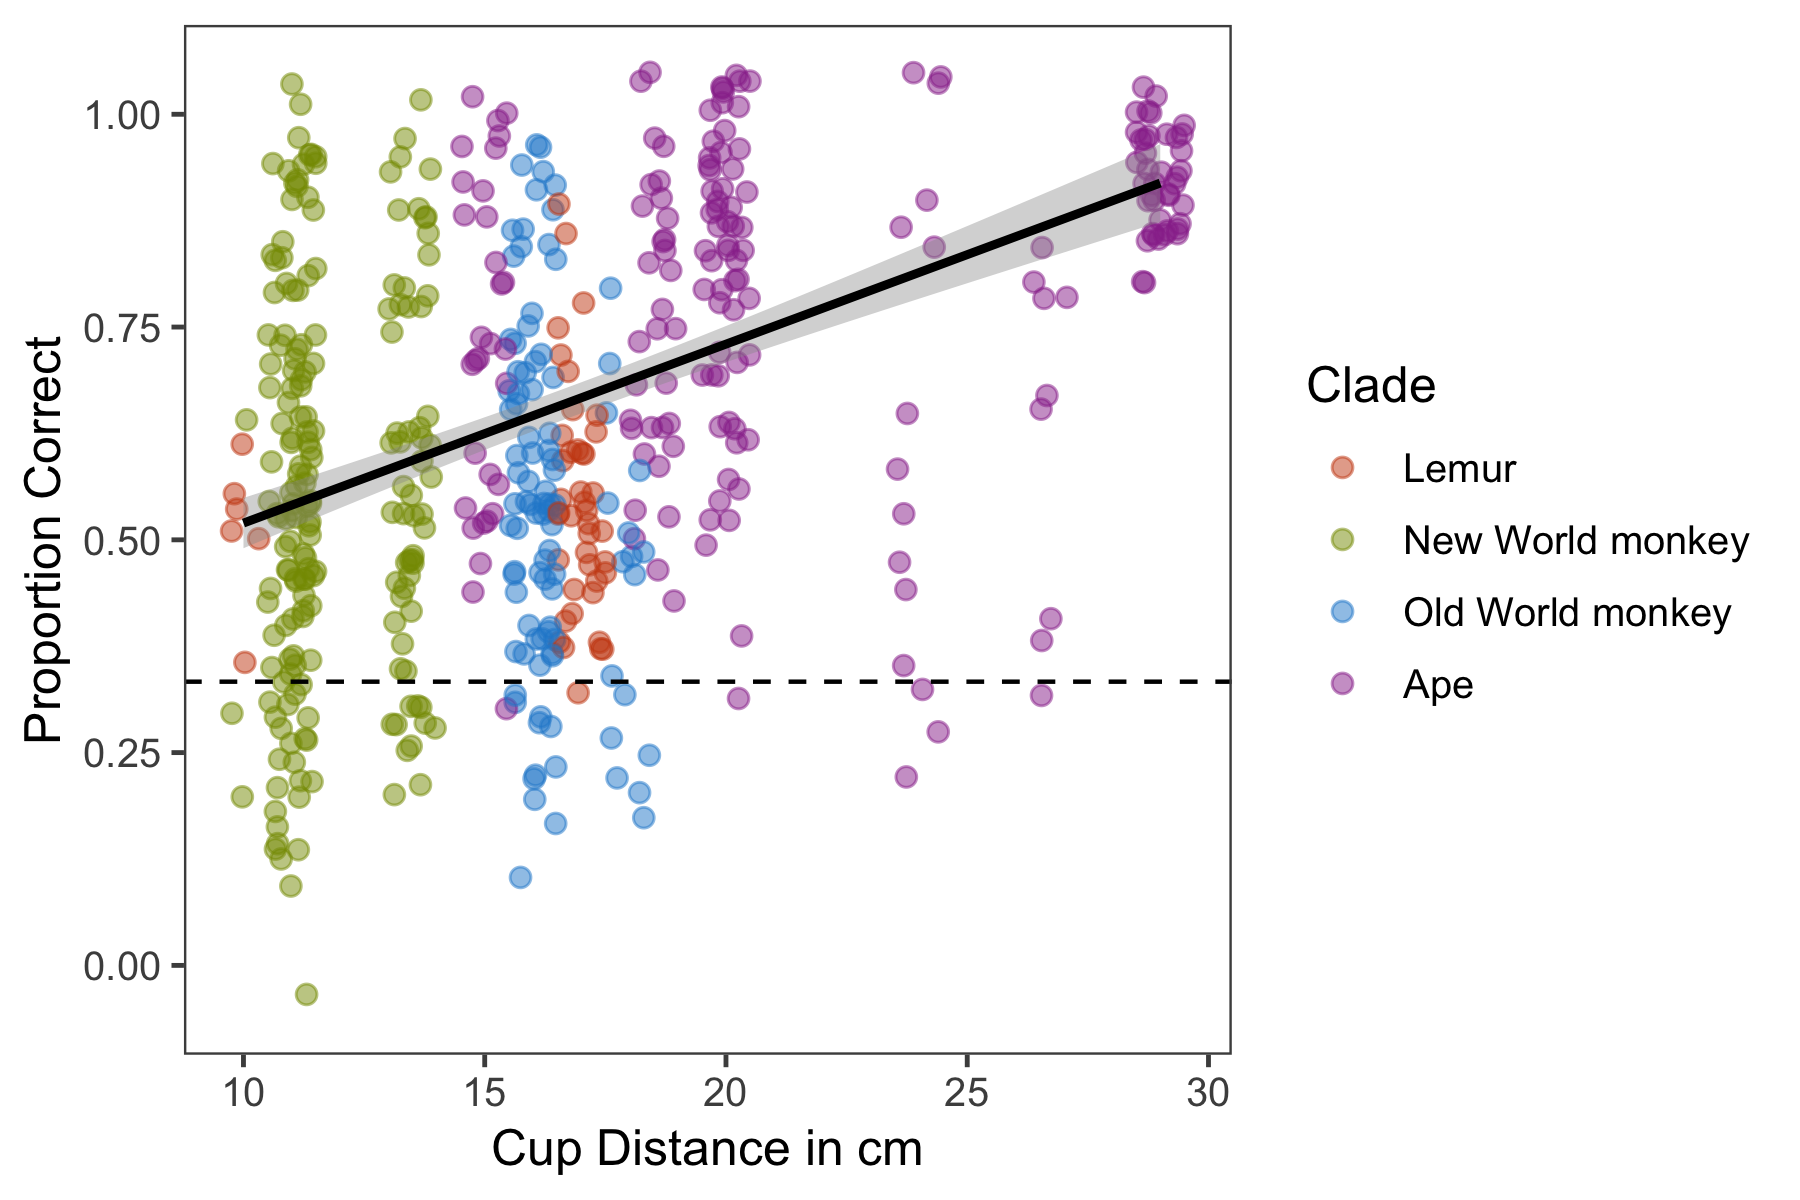 Proportion Correct
1.00
0.75
0.50
0.25
0.00
10 15 20 25 30
Cup Distance in cm
Clade
Lemur
New World monkey
Old World monkey
Ape